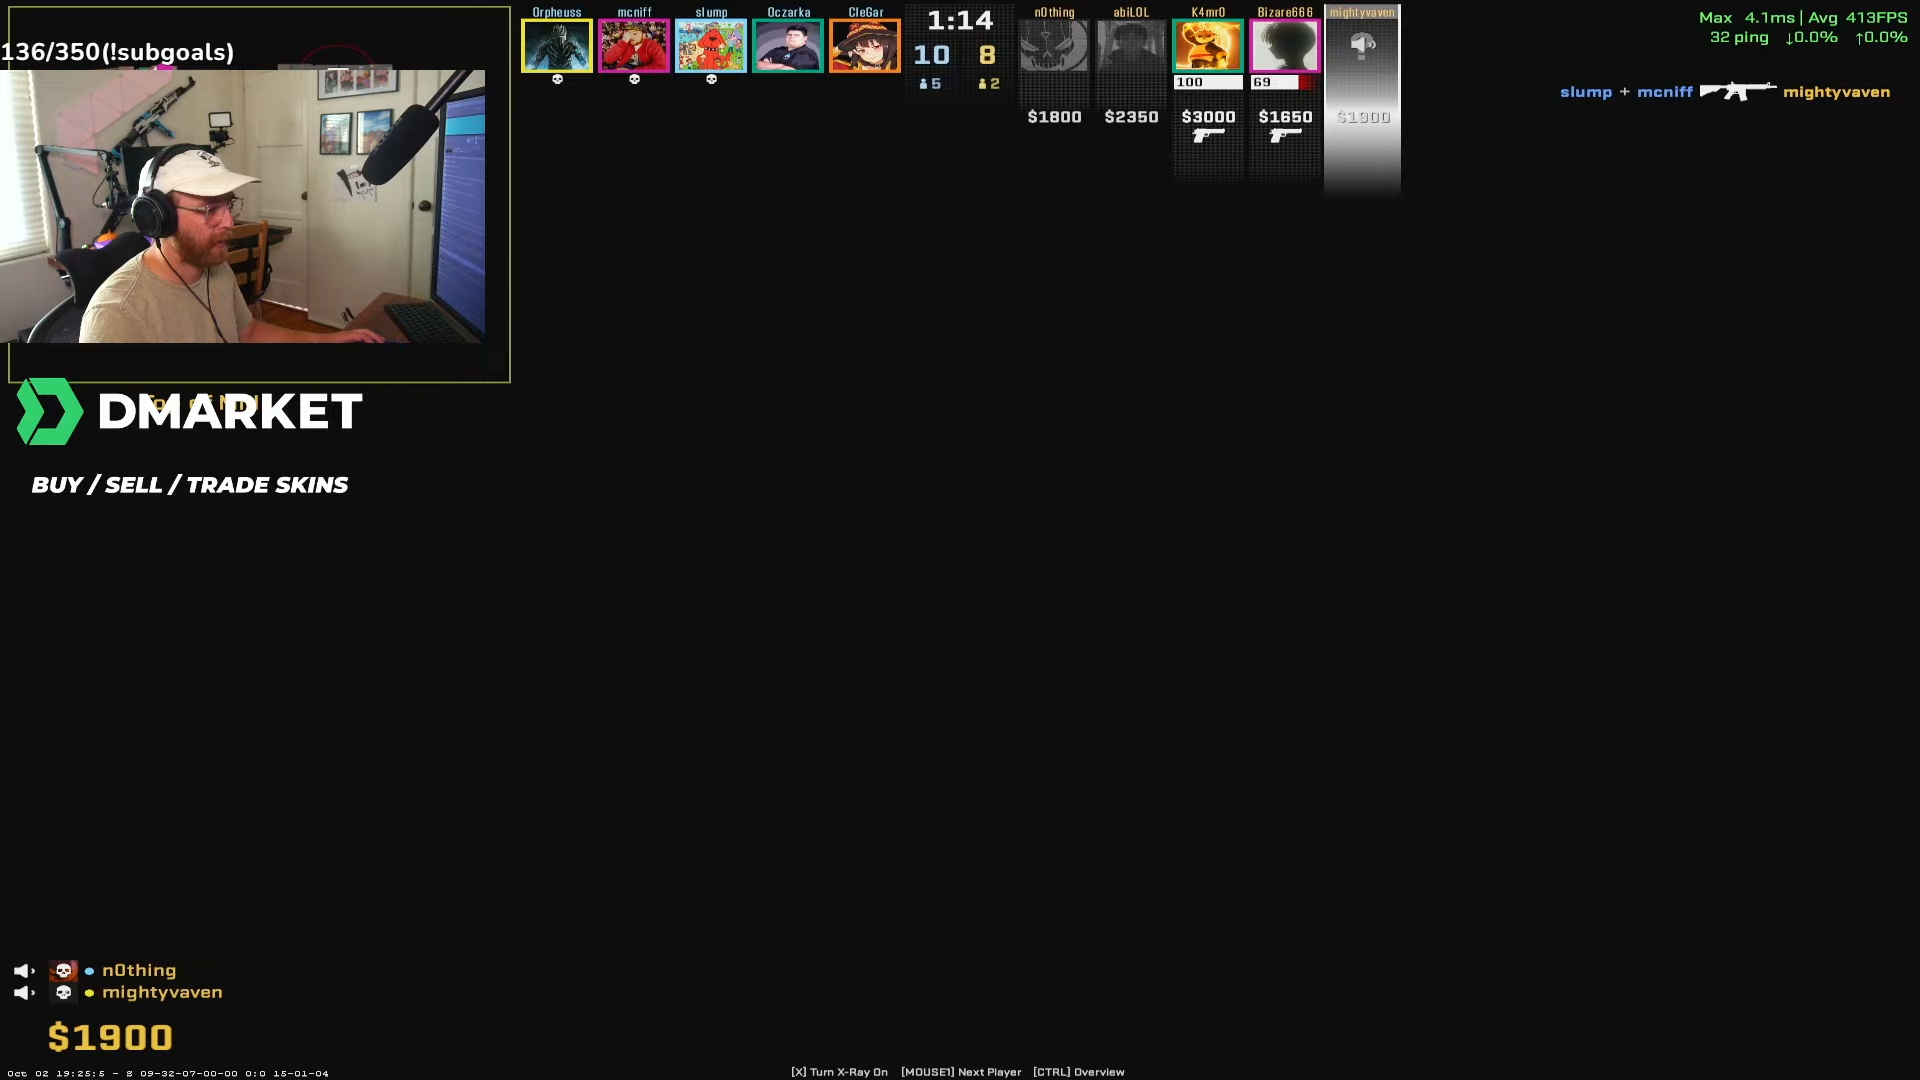 136/350(!subgoals)
Orpheuss mcniff slump Oczarka CleGar
1:14
10 8
5 2
n0thing abiLOL K4mr0 Bizare666 mightyvaven
100 69
$1800 $2350 $3000 $1650 $1900
Max 4.1ms | Avg 413FPS
32 ping ↓0.0% ↑0.0%
slump + mcniff mightyvaven
DMARKET
BUY / SELL / TRADE SKINS
n0thing
mightyvaven
$1900
[X] Turn X-Ray On [MOUSE1] Next Player [CTRL] Overview